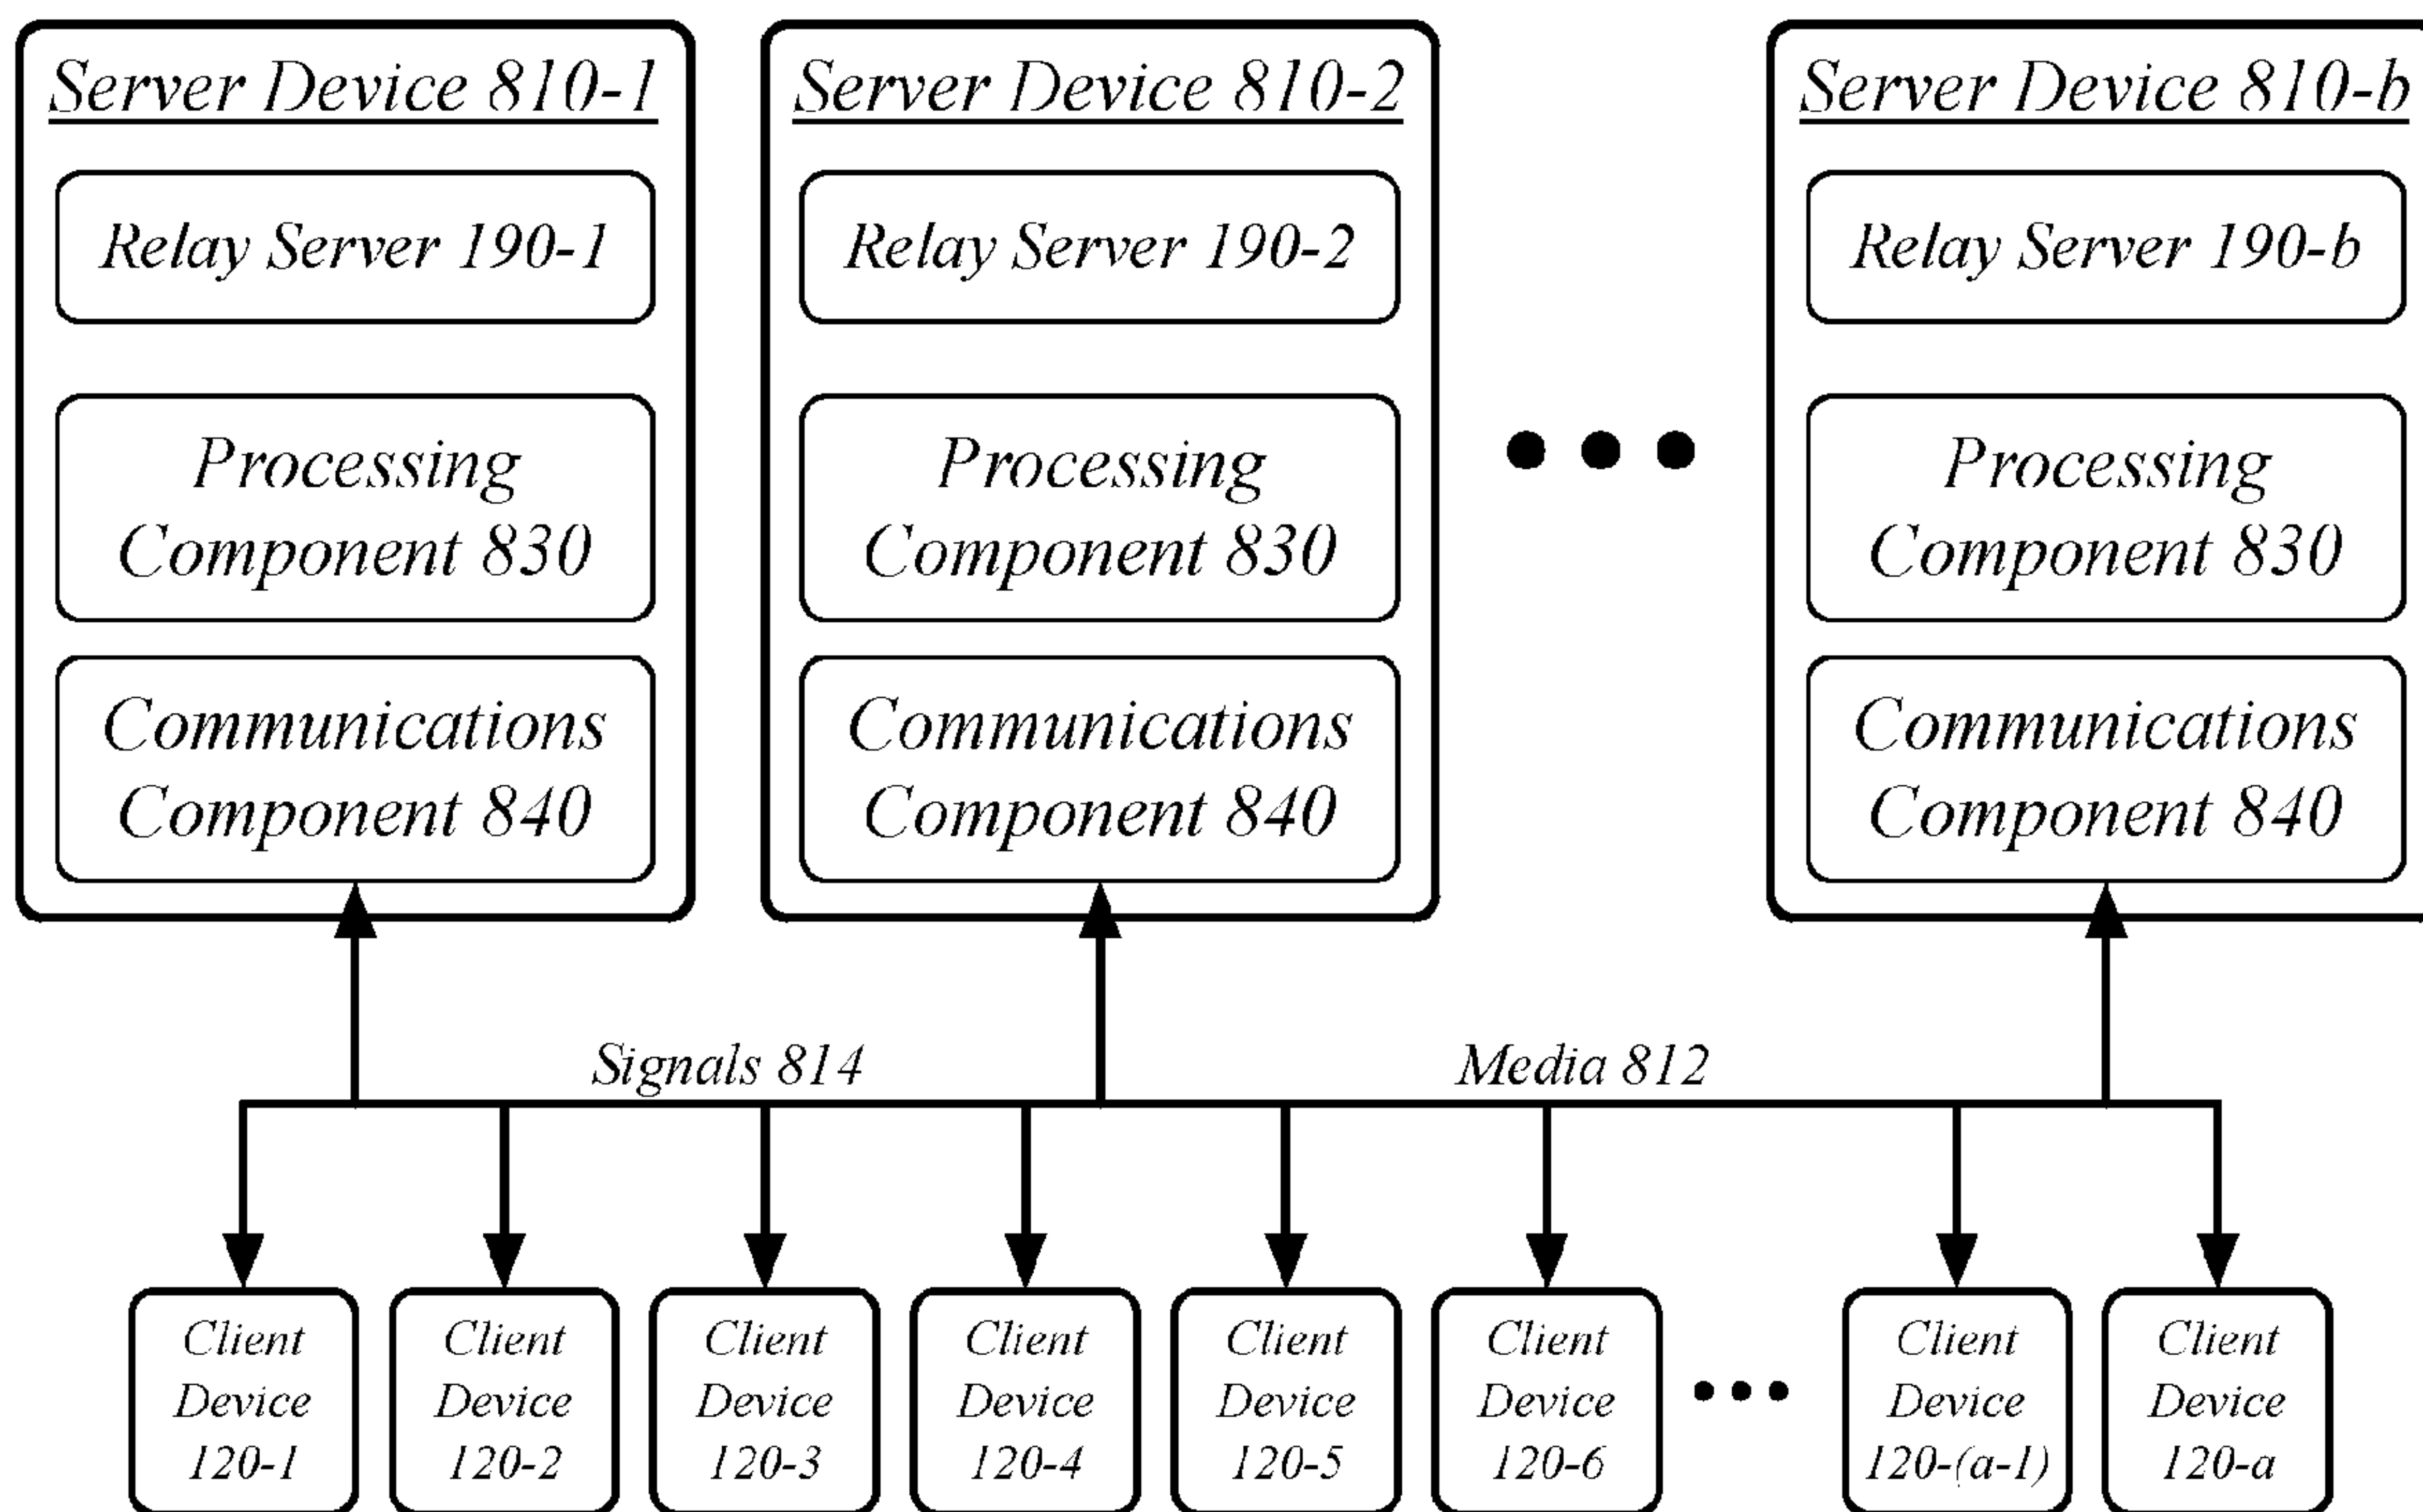 Server Device 810-1
Relay Server 190-1
Processing
Component 830
Communications
Component 840
Server Device 810-2
Relay Server 190-2
Processing
Component 830
Communications
Component 840
Server Device 810-b
Relay Server 190-b
Processing
Component 830
Communications
Component 840
Signals 814
Media 812
Client
Device
120-1
Client
Device
120-2
Client
Device
120-3
Client
Device
120-4
Client
Device
120-5
Client
Device
120-6
Client
Device
120-(a-1)
Client
Device
120-a